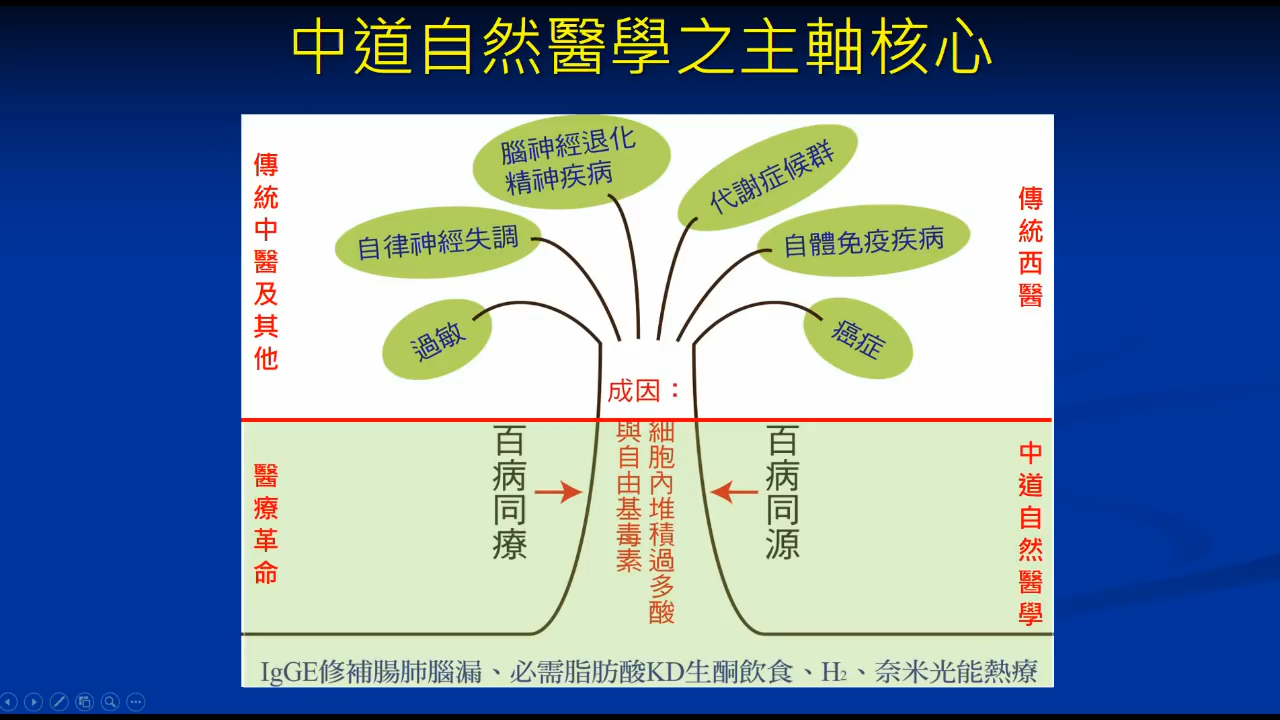 中道自然醫學之主軸核心
傳統中醫及其他
腦神經退化
精神疾病
代謝症候群
傳統西醫
自律神經失調
自體免疫疾病
過敏
癌症
成因：
細胞內堆積過多酸
與自由基毒素
百病同療
百病同源
醫療革命
中道自然醫學
IgGE修補腸肺腦漏、必需脂肪酸KD生酮飲食、H2、奈米光能熱療